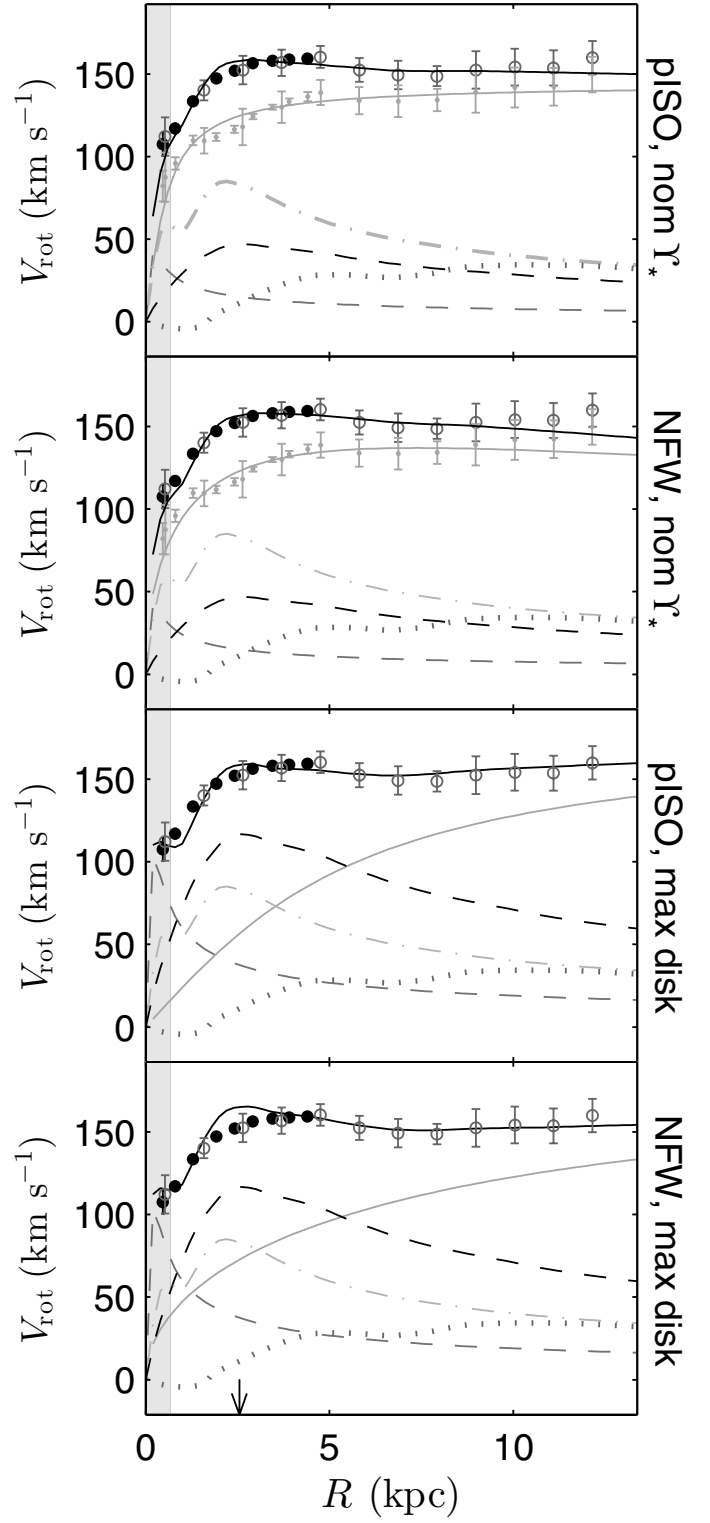 150
100
50
0
V_rot (km s⁻¹)
pISO, nom ϒ*
150
100
50
0
V_rot (km s⁻¹)
NFW, nom ϒ*
150
100
50
0
V_rot (km s⁻¹)
pISO, max disk
150
100
50
0
V_rot (km s⁻¹)
NFW, max disk
0 5 10
R (kpc)